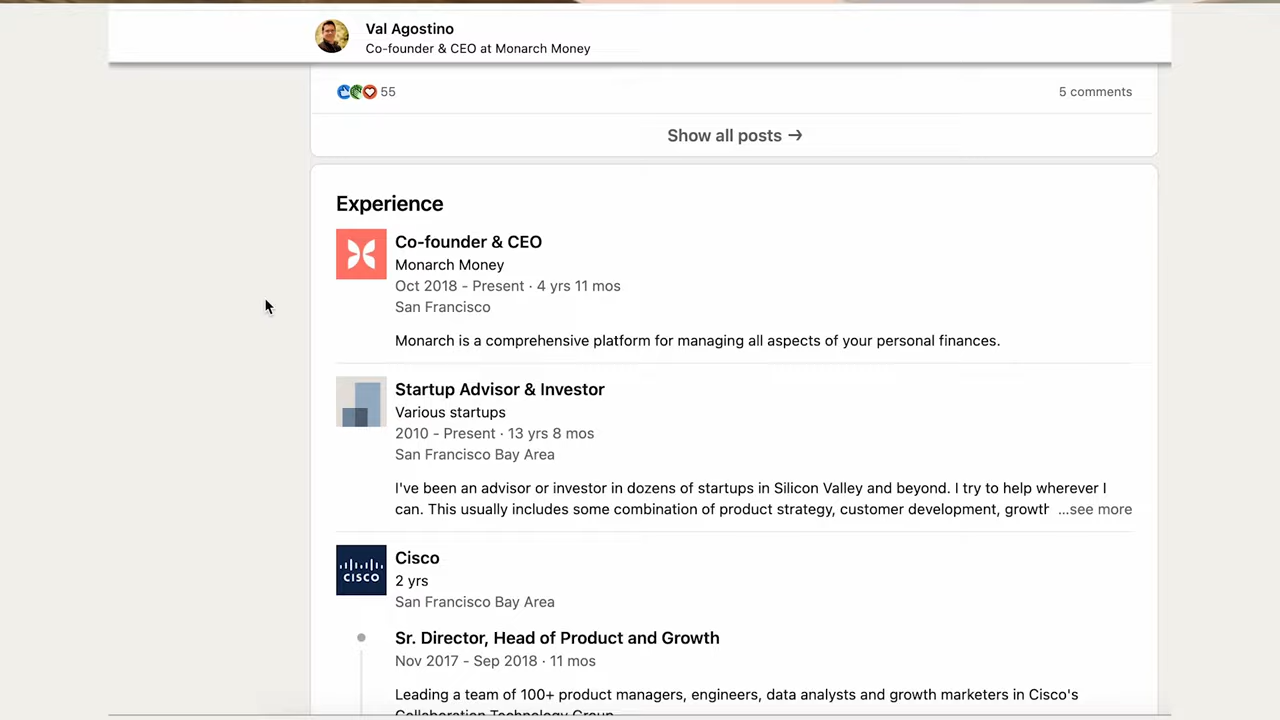 Val Agostino
Co-founder & CEO at Monarch Money
55
5 comments
Show all posts →
Experience
Co-founder & CEO
Monarch Money
Oct 2018 - Present · 4 yrs 11 mos
San Francisco
Monarch is a comprehensive platform for managing all aspects of your personal finances.
Startup Advisor & Investor
Various startups
2010 - Present · 13 yrs 8 mos
San Francisco Bay Area
I've been an advisor or investor in dozens of startups in Silicon Valley and beyond. I try to help wherever I
can. This usually includes some combination of product strategy, customer development, growth ...see more
CISCO
Cisco
2 yrs
San Francisco Bay Area
Sr. Director, Head of Product and Growth
Nov 2017 - Sep 2018 · 11 mos
Leading a team of 100+ product managers, engineers, data analysts and growth marketers in Cisco's
Collaboration Technology Group